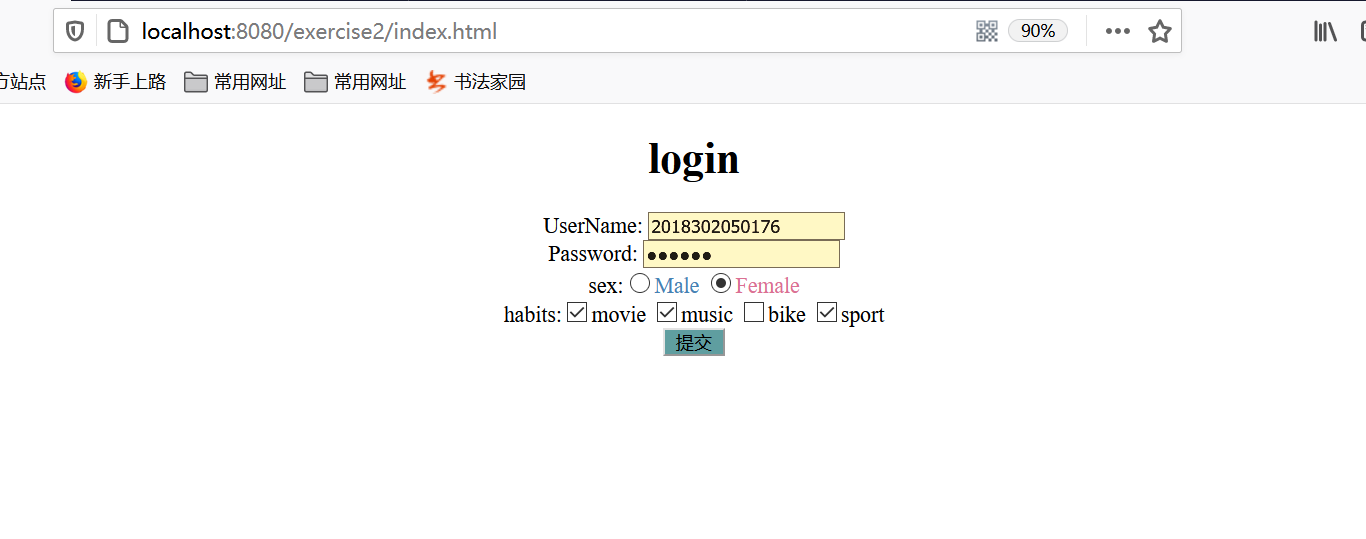 localhost:8080/exercise2/index.html 90%
方站点 新手上路 常用网址 常用网址 书法家园
login
UserName: 2018302050176
Password: ●●●●●●
sex: Male Female
habits: movie music bike sport
提交